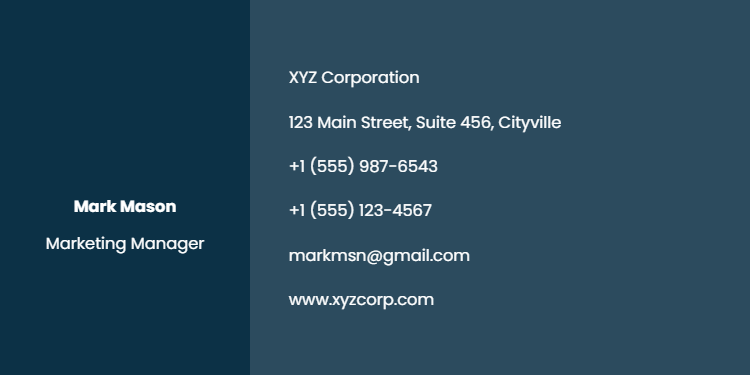 Mark Mason
Marketing Manager
XYZ Corporation
123 Main Street, Suite 456, Cityville
+1 (555) 987-6543
+1 (555) 123-4567
markmsn@gmail.com
www.xyzcorp.com